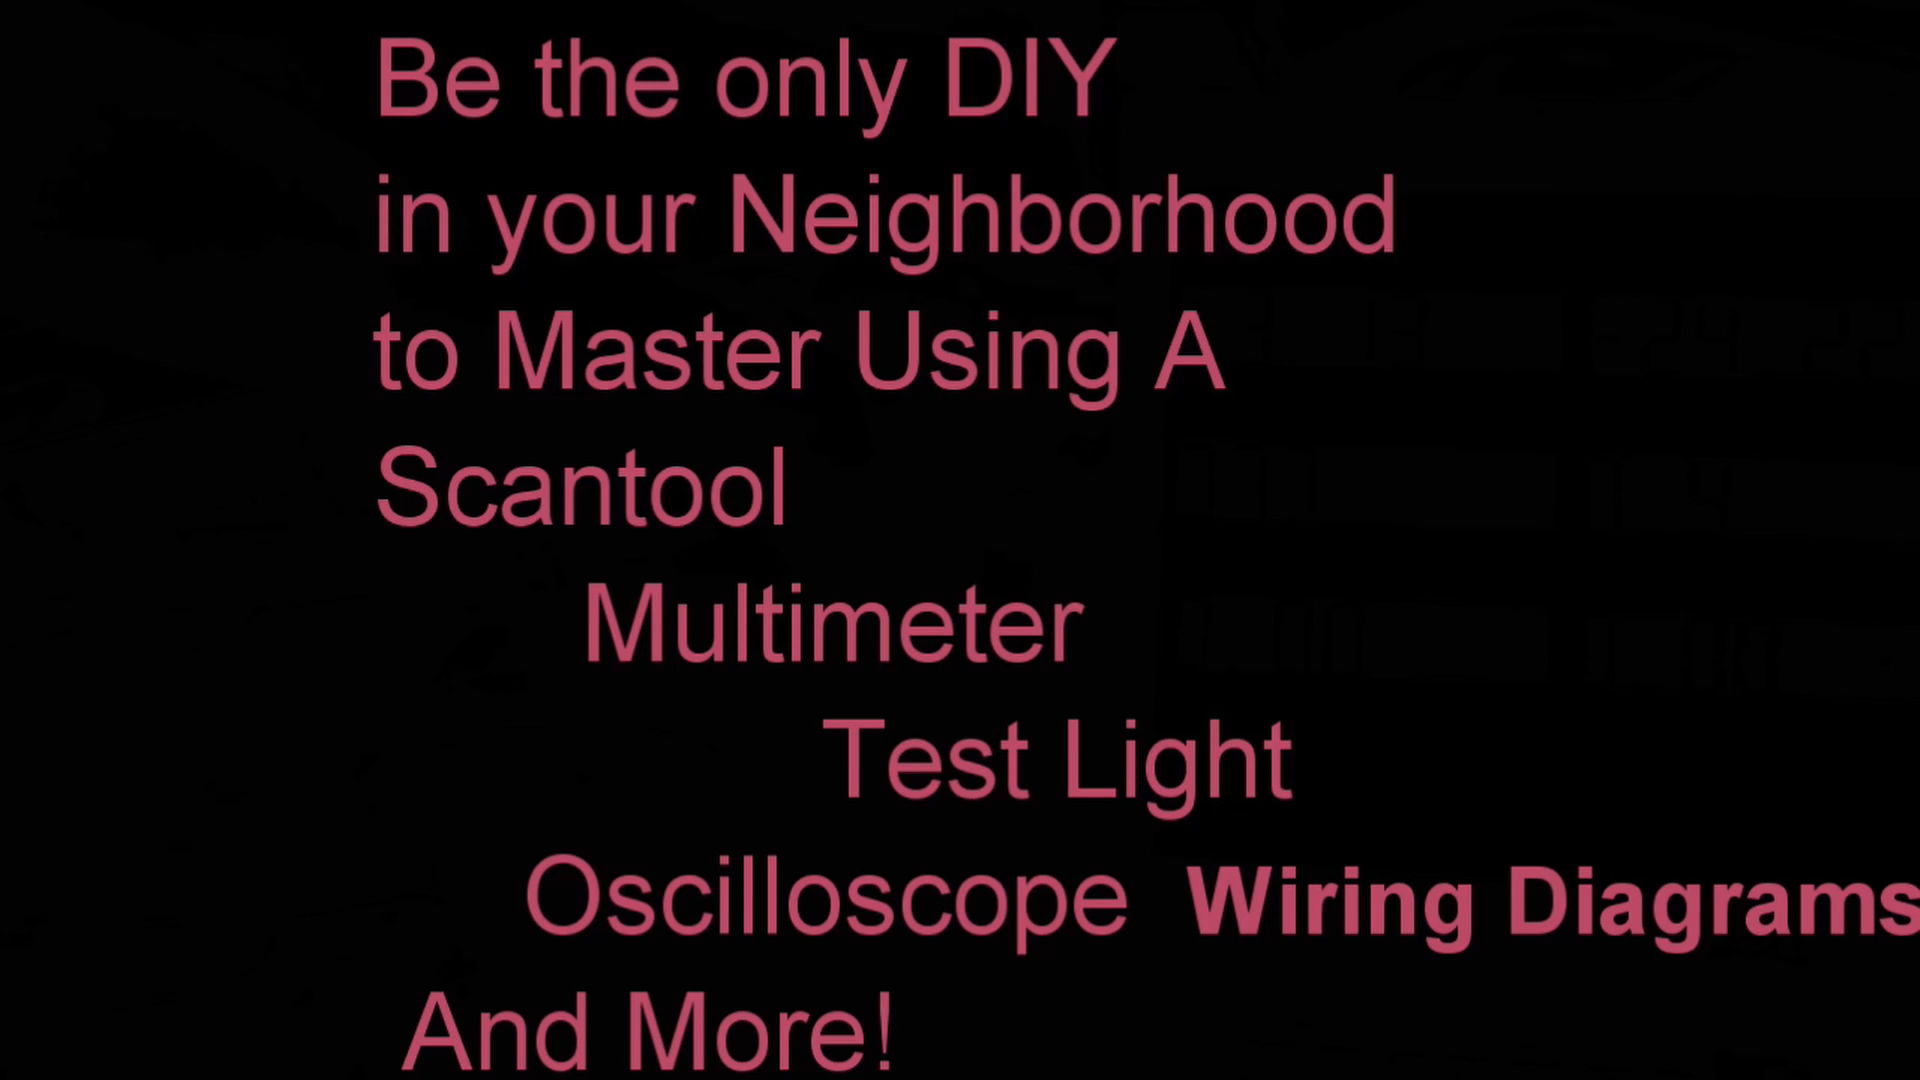 Be the only DIY
in your Neighborhood
to Master Using A
Scantool
Multimeter
Test Light
Oscilloscope Wiring Diagrams
And More!